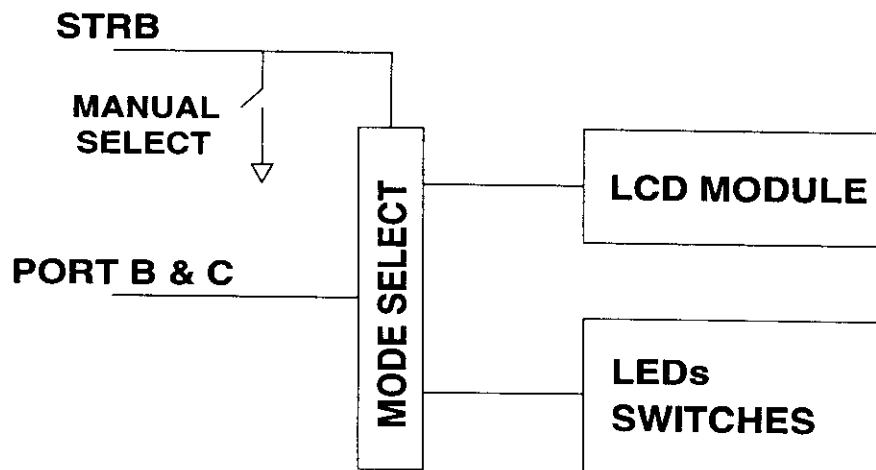 STRB
MANUAL
SELECT
MODE SELECT
LCD MODULE
PORT B & C
LEDs
SWITCHES